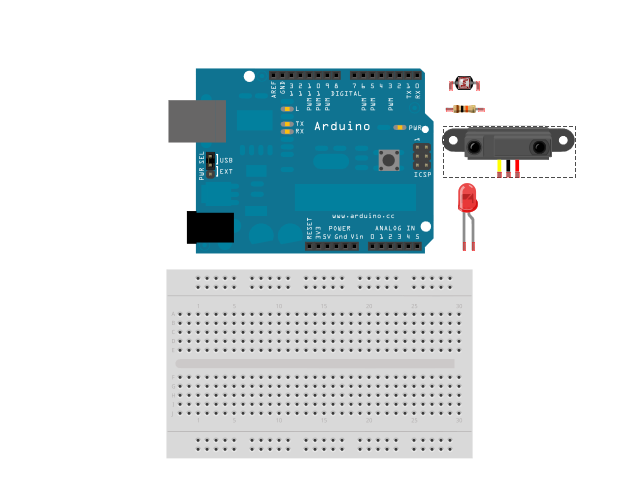 AREF
GND
13
12
11
10
9
8
7
6
5
4
3
2
1
0
DIGITAL
PWM
PWM
PWM
PWM
PWM
PWM
TX
RX
L
TX
RX
Arduino
PWR
1
PWR SEL
USB
EXT
ICSP
www.arduino.cc
RESET
3V3
POWER
ANALOG IN
5V Gnd Vin 0 1 2 3 4 5
1 5 10 15 20 25 30
1 5 10 15 20 25 30